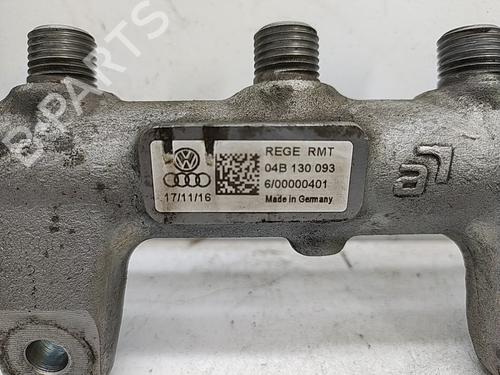 REGE RMT
04B 130 093
6/00000401
17/11/16
Made in Germany
B-PARTS